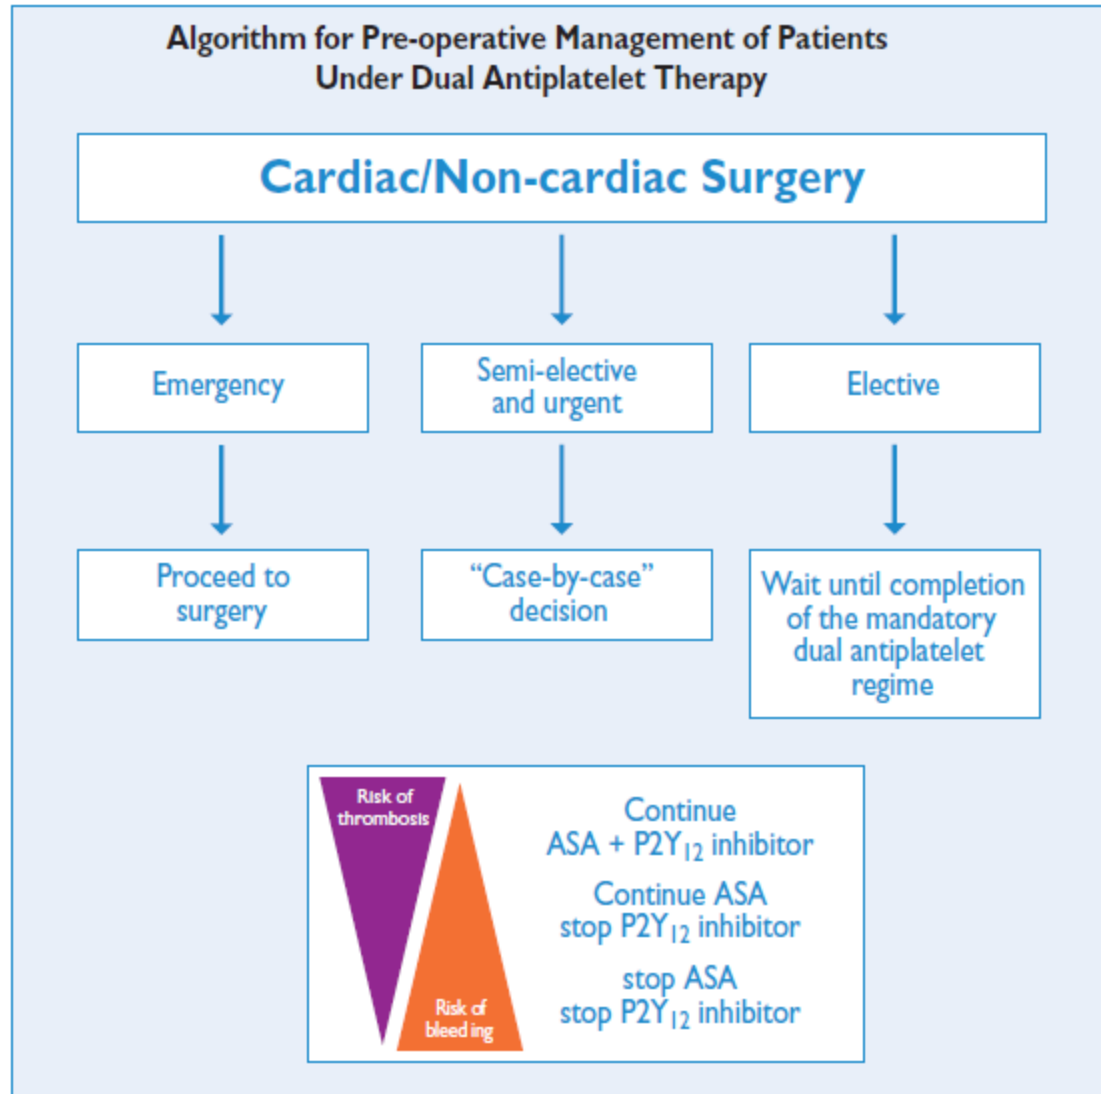 Algorithm for Pre-operative Management of Patients
Under Dual Antiplatelet Therapy
Cardiac/Non-cardiac Surgery
Emergency
Semi-elective
and urgent
Elective
Proceed to
surgery
“Case-by-case”
decision
Wait until completion
of the mandatory
dual antiplatelet
regime
Risk of
thrombosis
Risk of
bleeding
Continue
ASA + P2Y₁₂ inhibitor
Continue ASA
stop P2Y₁₂ inhibitor
stop ASA
stop P2Y₁₂ inhibitor